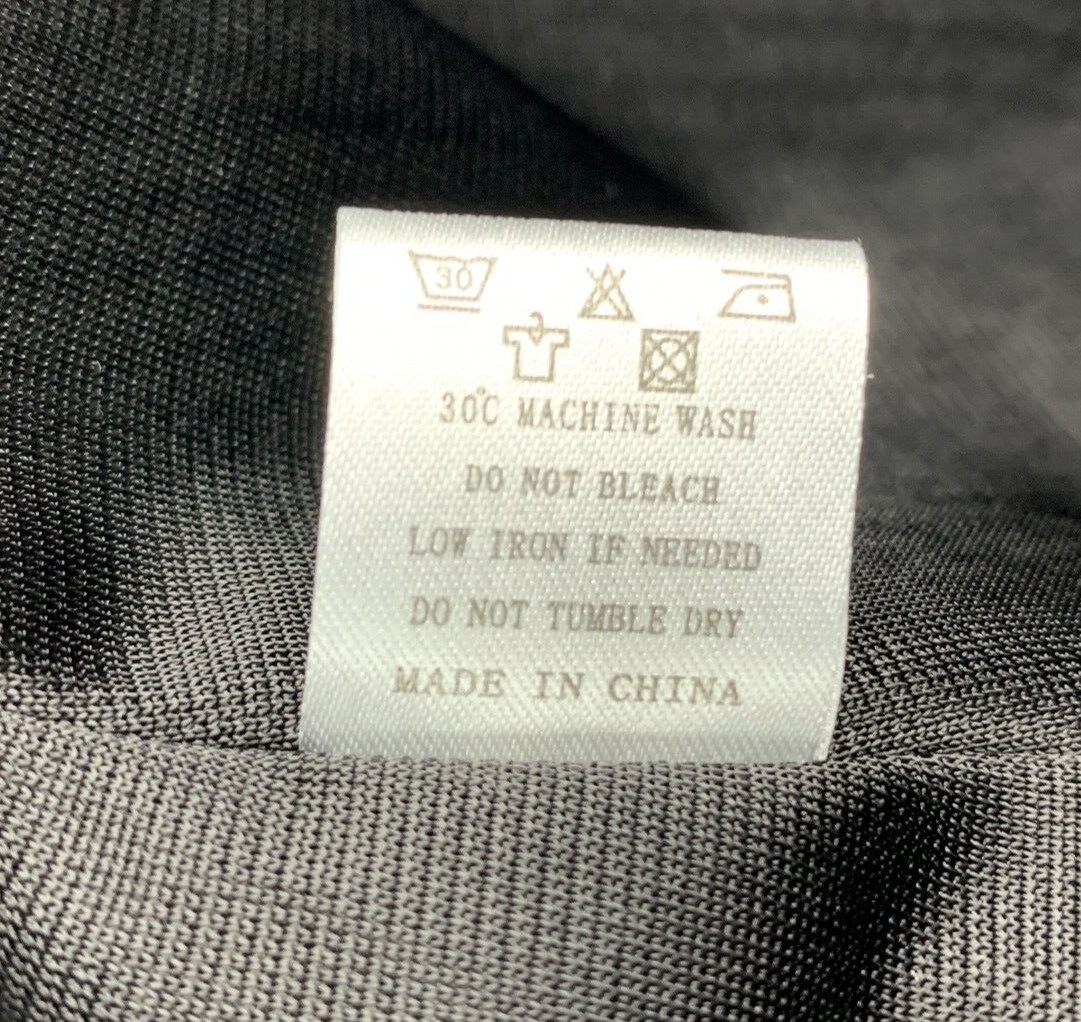 30
30℃ MACHINE WASH
DO NOT BLEACH
LOW IRON IF NEEDED
DO NOT TUMBLE DRY
MADE IN CHINA